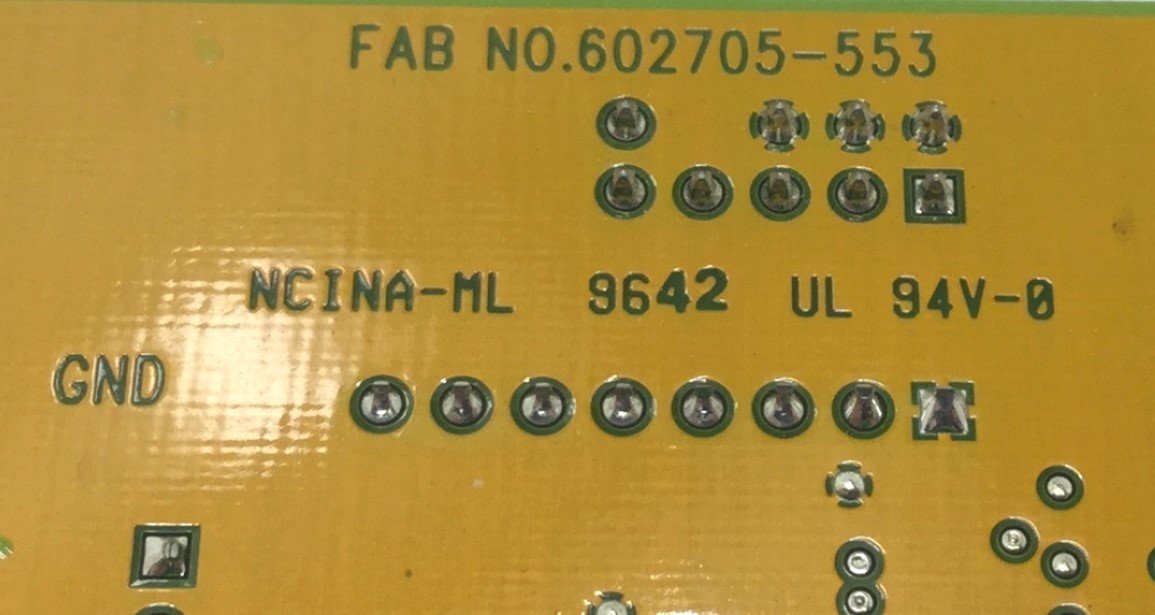 FAB NO.602705-553
NCINA-ML 9642 UL 94V-0
GND